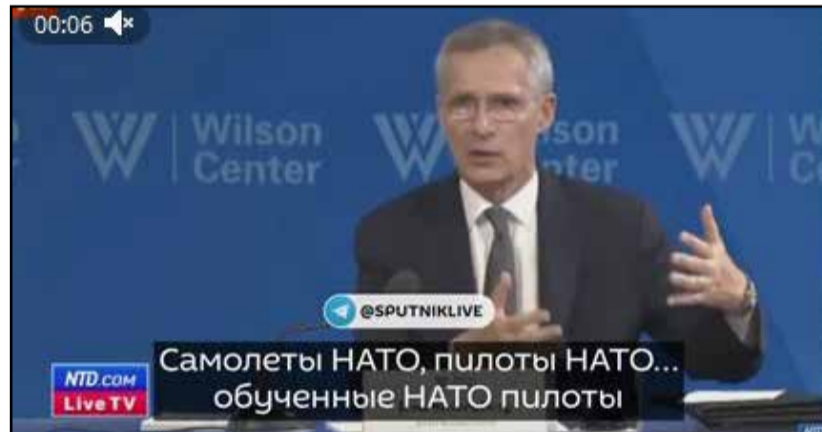 00:06
Wilson
Center
Wilson
Center
W
C
@SPUTNIKLIVE
Самолеты НАТО, пилоты НАТО...
обученные НАТО пилоты
NTD.COM
Live TV